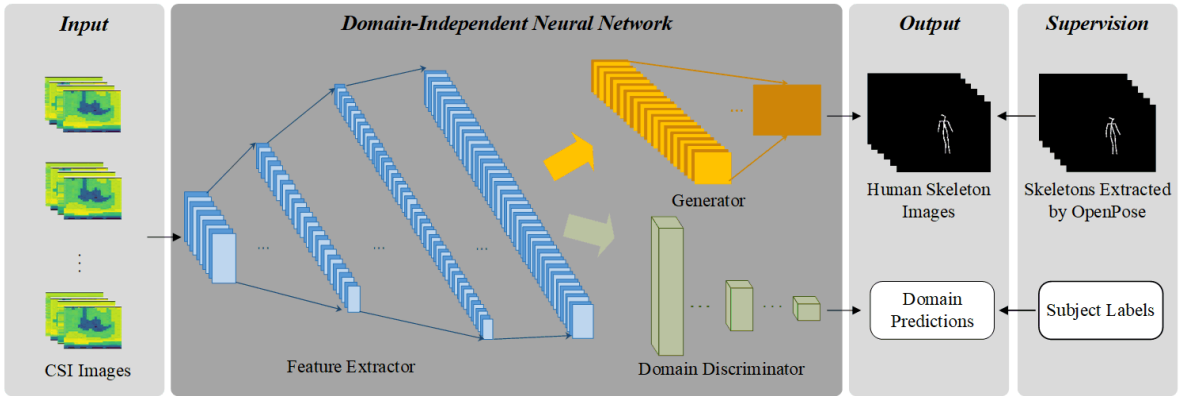 Input
Domain-Independent Neural Network
Output
Supervision
CSI Images
Feature Extractor
Generator
Domain Discriminator
Human Skeleton
Images
Skeletons Extracted
by OpenPose
Domain
Predictions
Subject Labels